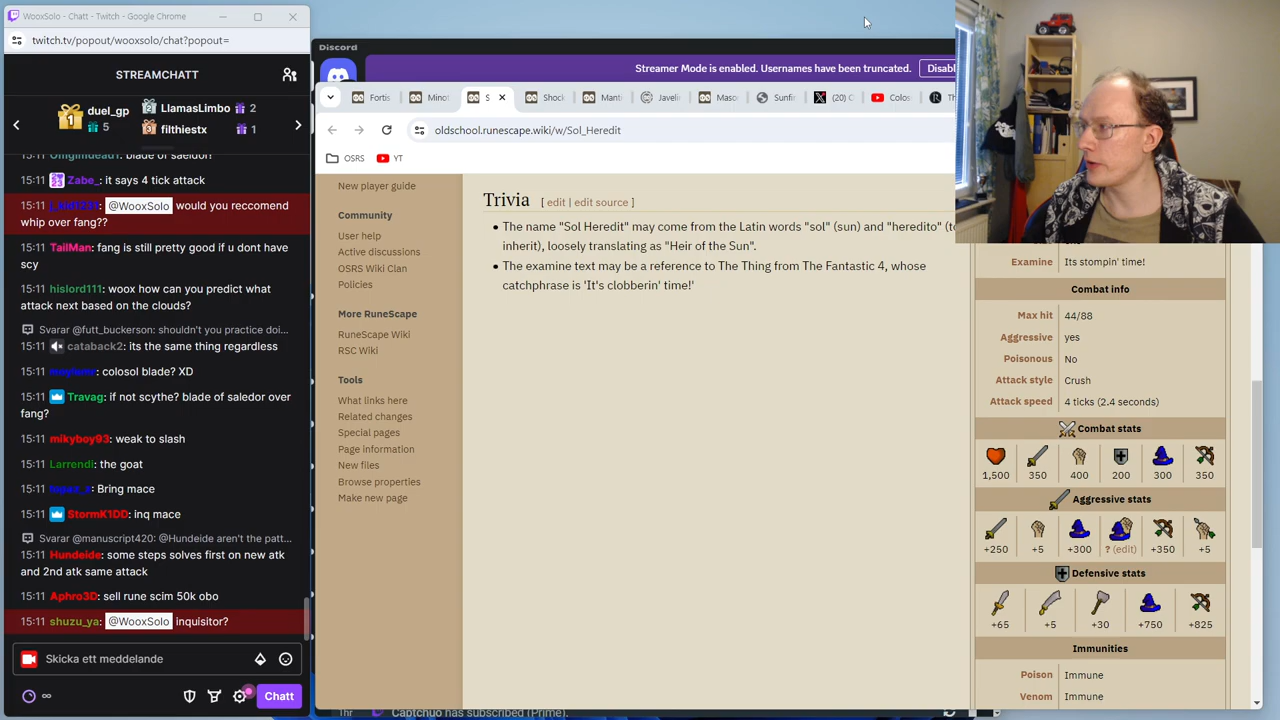 WooxSolo - Chatt - Twitch - Google Chrome
twitch.tv/popout/wooxsolo/chat?popout=
STREAMCHATT
duel_gp
5
LlamasLimbo 2
filthiestx 1
15:11 blade of saeldor!
15:11 Zabe_: it says 4 tick attack
15:11 @WooxSolo would you reccomend
whip over fang??
15:11 TailMan: fang is still pretty good if u dont have
scy
15:11 hislord111: woox how can you predict what
attack next based on the clouds?
Svarar @futt_buckerson: shouldn't you practice doi...
15:11 cataback2: its the same thing regardless
15:11 colosol blade? XD
15:11 Travag: if not scythe? blade of saledor over
fang?
15:11 mikyboy93: weak to slash
15:11 Larrendi: the goat
15:11 Bring mace
15:11 StormK1DD: inq mace
Svarar @manuscript420: @Hundeide aren't the patt...
15:11 Hundeide: some steps solves first on new atk
and 2nd atk same attack
15:11 Aphro3D: sell rune scim 50k obo
15:11 shuzu_ya: @WooxSolo inquisitor?
Skicka ett meddelande
Chatt
Discord
Streamer Mode is enabled. Usernames have been truncated.
Disabl
Fortis
Mino
S
Shock
Mant
Javeli
Maso
Sunfi
(20) C
Colos
Th
oldschool.runescape.wiki/w/Sol_Heredit
OSRS
YT
New player guide
Community
User help
Active discussions
OSRS Wiki Clan
Policies
More RuneScape
RuneScape Wiki
RSC Wiki
Tools
What links here
Related changes
Special pages
Page information
New files
Browse properties
Make new page
Trivia [ edit | edit source ]
The name "Sol Heredit" may come from the Latin words "sol" (sun) and "heredito" (to
inherit), loosely translating as "Heir of the Sun".
The examine text may be a reference to The Thing from The Fantastic 4, whose
catchphrase is 'It's clobberin' time!'
Examine Its stompin' time!
Combat info
Max hit 44/88
Aggressive yes
Poisonous No
Attack style Crush
Attack speed 4 ticks (2.4 seconds)
Combat stats
1,500 350 400 200 300 350
Aggressive stats
+250 +5 +300 ? (edit) +350 +5
Defensive stats
+65 +5 +30 +750 +825
Immunities
Poison Immune
Venom Immune
Captchuo has subscribed (Prime).